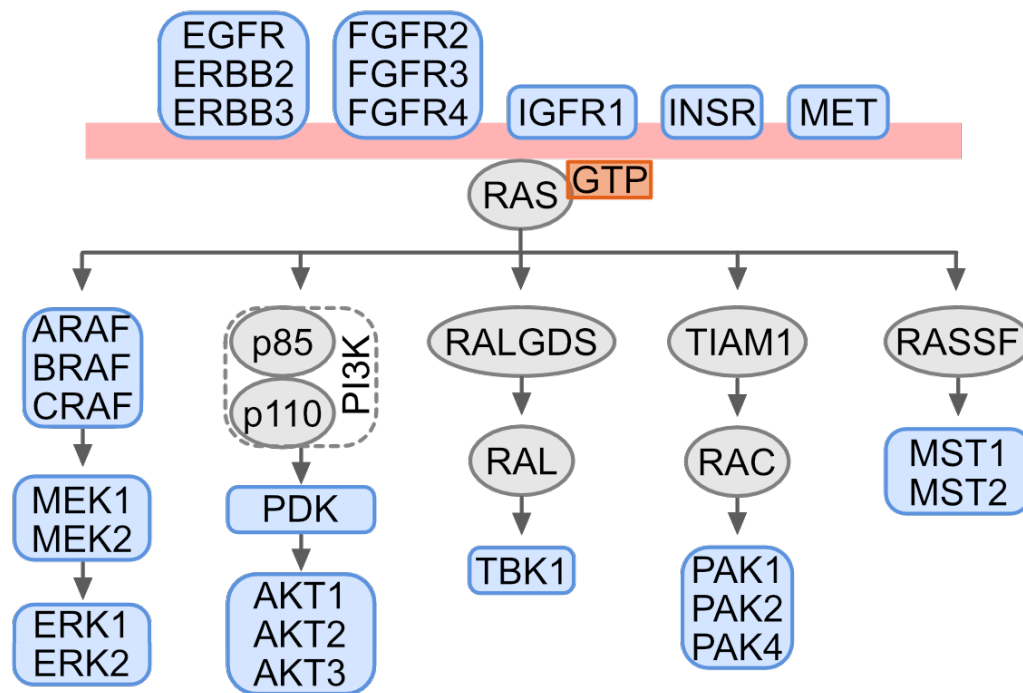 EGFR
ERBB2
ERBB3
FGFR2
FGFR3
FGFR4
IGFR1
INSR
MET
RAS
GTP
ARAF
BRAF
CRAF
MEK1
MEK2
ERK1
ERK2
p85
p110
PI3K
PDK
AKT1
AKT2
AKT3
RALGDS
RAL
TBK1
TIAM1
RAC
PAK1
PAK2
PAK4
RASSF
MST1
MST2